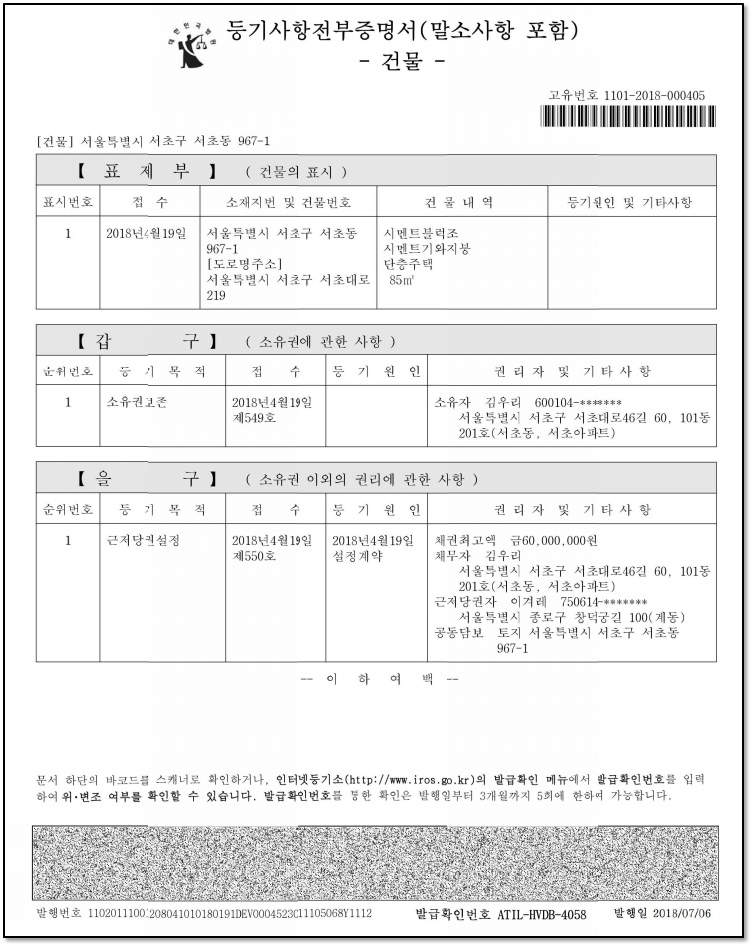 대한민국법원
등기사항전부증명서(말소사항 포함)
- 건물 -
고유번호 1101-2018-000405
[건물] 서울특별시 서초구 서초동 967-1
【 표 제 부 】 ( 건물의 표시 )
표시번호 접 수 소재지번 및 건물번호 건 물 내 역 등기원인 및 기타사항
1 2018년4월19일 서울특별시 서초구 서초동 시멘트블럭조
967-1 시멘트기와지붕
[도로명주소] 단층주택
서울특별시 서초구 서초대로 85㎡
219
【 갑 구 】 ( 소유권에 관한 사항 )
순위번호 등 기 목 적 접 수 등 기 원 인 권 리 자 및 기 타 사 항
1 소유권보존 2018년4월19일 소유자 김우리 600104-*******
제549호 서울특별시 서초구 서초대로46길 60, 101동
201호(서초동, 서초아파트)
【 을 구 】 ( 소유권 이외의 권리에 관한 사항 )
순위번호 등 기 목 적 접 수 등 기 원 인 권 리 자 및 기 타 사 항
1 근저당권설정 2018년4월19일 2018년4월19일 채권최고액 금60,000,000원
제550호 설정계약 채무자 김우리
서울특별시 서초구 서초대로46길 60, 101동
201호(서초동, 서초아파트)
근저당권자 이겨레 750614-*******
서울특별시 종로구 창덕궁길 100(계동)
공동담보 토지 서울특별시 서초구 서초동
967-1
-- 이 하 여 백 --
문서 하단의 바코드를 스캐너로 확인하거나, 인터넷등기소(http://www.iros.go.kr)의 발급확인 메뉴에서 발급확인번호를 입력
하여 위·변조 여부를 확인할 수 있습니다. 발급확인번호를 통한 확인은 발행일부터 3개월까지 5회에 한하여 가능합니다.
발행번호 발급확인번호 ATIL-HVDB-4058 발행일 2018/07/06